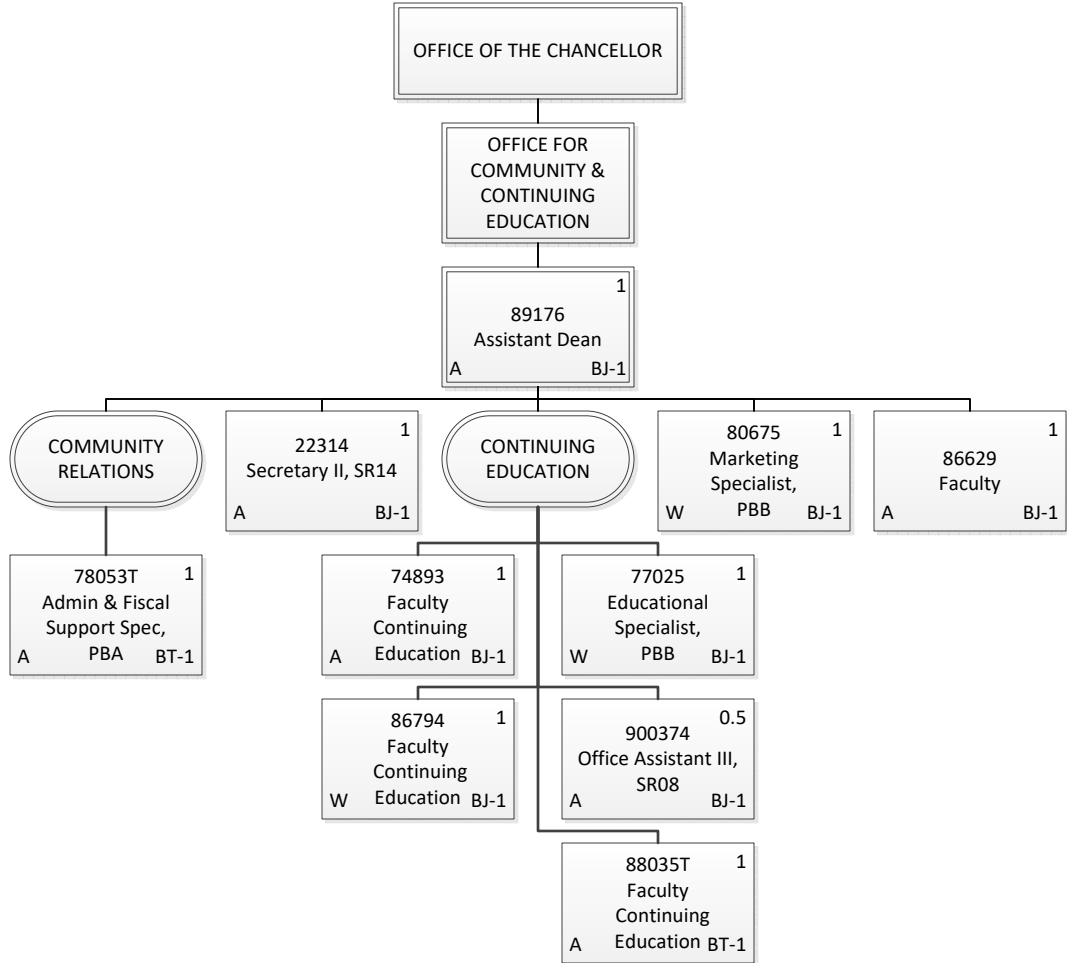 OFFICE OF THE CHANCELLOR
OFFICE FOR
COMMUNITY &
CONTINUING
EDUCATION
1
89176
Assistant Dean
A BJ-1
COMMUNITY
RELATIONS
1
22314
Secretary II, SR14
A BJ-1
CONTINUING
EDUCATION
80675 1
Marketing
Specialist,
PBB
W BJ-1
1
86629
Faculty
A BJ-1
78053T 1
Admin & Fiscal
Support Spec,
PBA
A BT-1
74893 1
Faculty
Continuing
Education
A BJ-1
77025 1
Educational
Specialist,
PBB
W BJ-1
86794 1
Faculty
Continuing
Education
W BJ-1
0.5
900374
Office Assistant III,
SR08
A BJ-1
88035T 1
Faculty
Continuing
Education
A BT-1